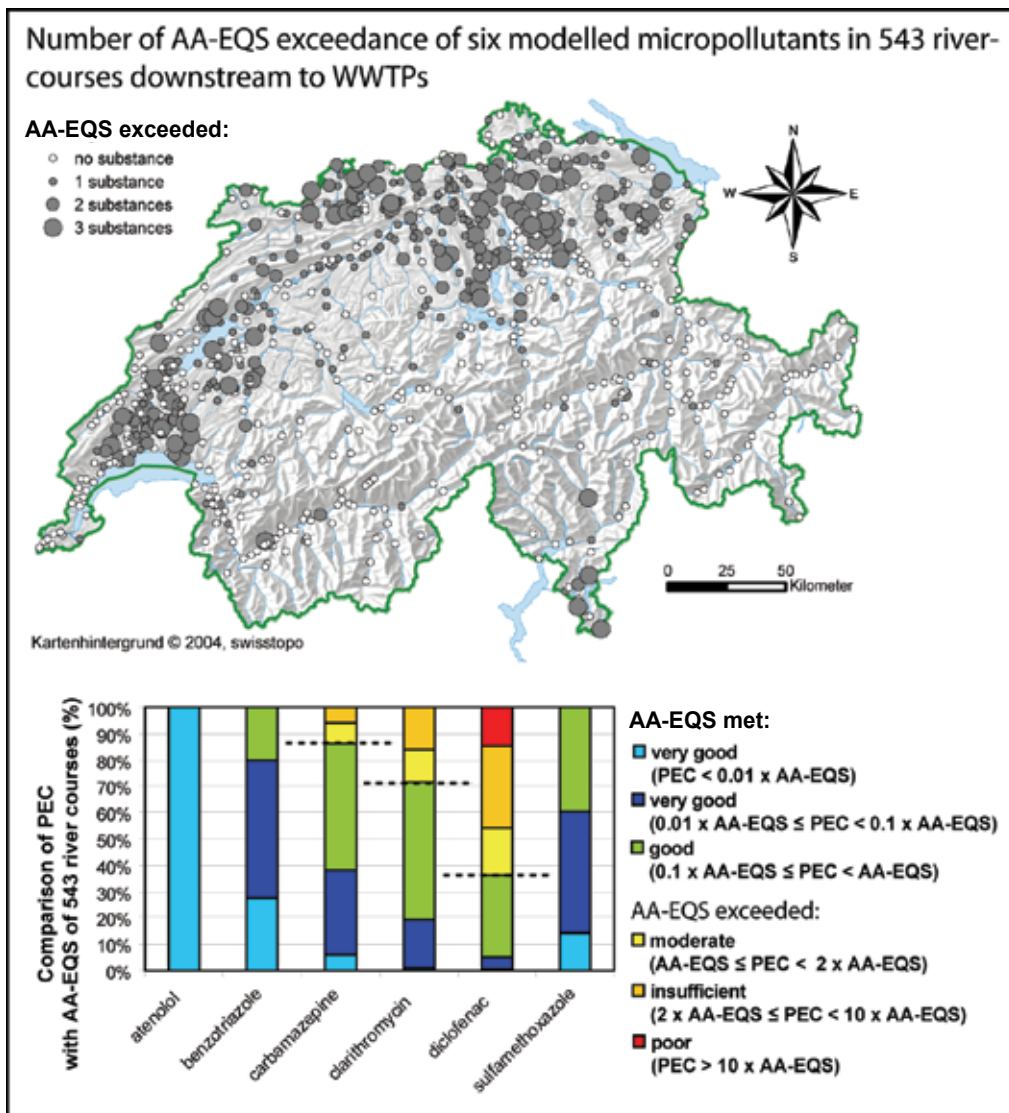 Number of AA-EQS exceedance of six modelled micropollutants in 543 river-
courses downstream to WWTPs
AA-EQS exceeded:
no substance
1 substance
2 substances
3 substances
N
W
E
S
0 25 50
Kilometer
Kartenhintergrund © 2004, swisstopo
Comparison of PEC
with AA-EQS of 543 river courses (%)
100%
90%
80%
70%
60%
50%
40%
30%
20%
10%
0%
atenolol
benzotriazole
carbamazepine
clarithromycin
diclofenac
sulfamethoxazole
AA-EQS met:
very good
(PEC < 0.01 x AA-EQS)
very good
(0.01 x AA-EQS ≤ PEC < 0.1 x AA-EQS)
good
(0.1 x AA-EQS ≤ PEC < AA-EQS)
AA-EQS exceeded:
moderate
(AA-EQS ≤ PEC < 2 x AA-EQS)
insufficient
(2 x AA-EQS ≤ PEC < 10 x AA-EQS)
poor
(PEC > 10 x AA-EQS)